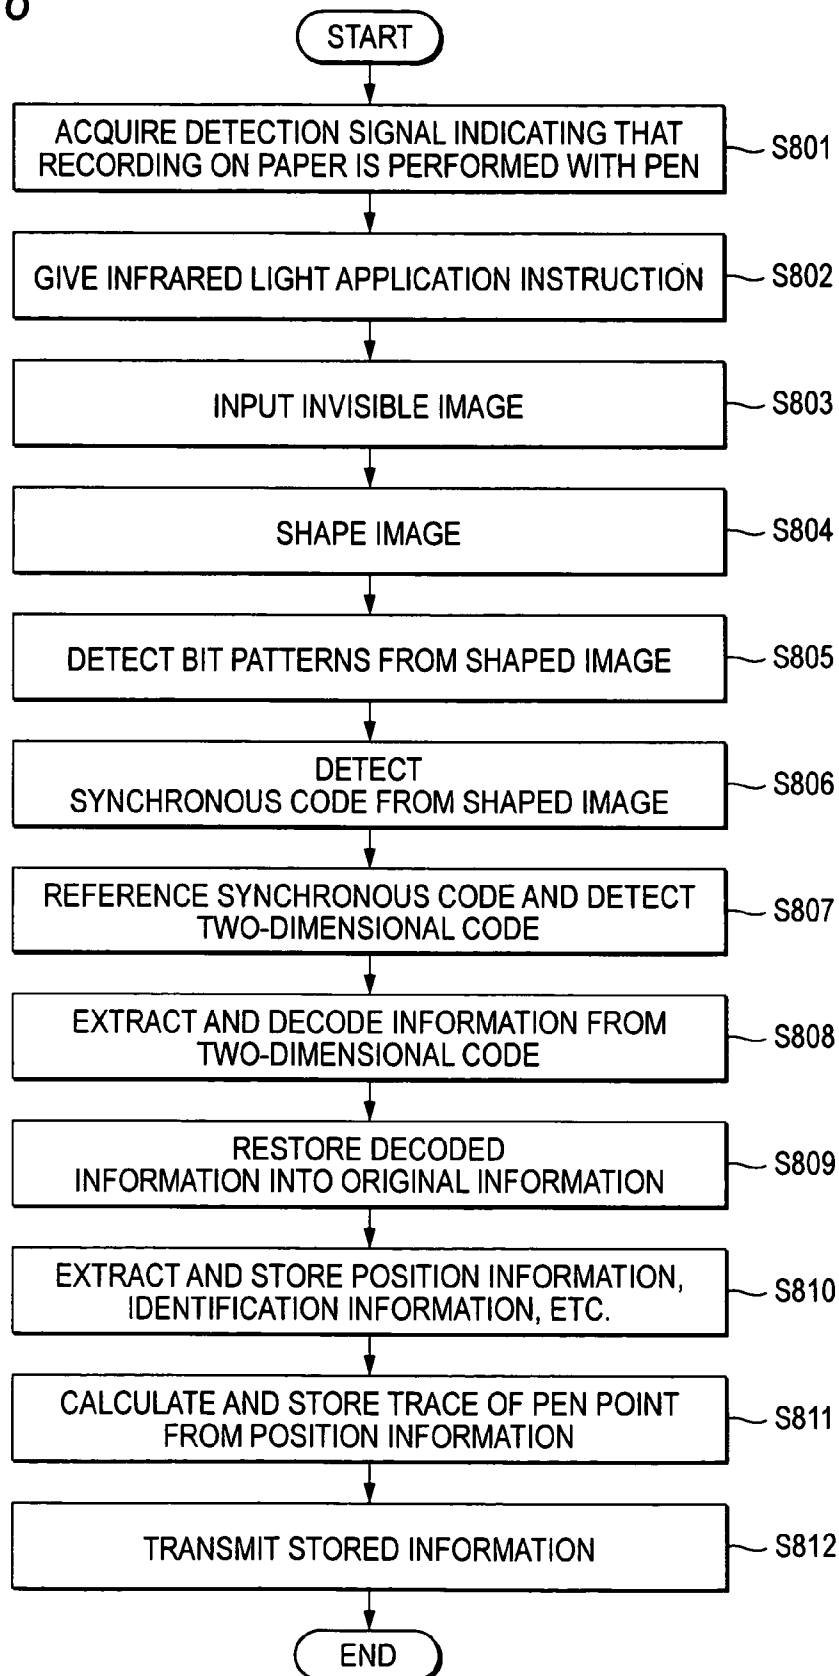 START
ACQUIRE DETECTION SIGNAL INDICATING THAT
RECORDING ON PAPER IS PERFORMED WITH PEN
S801
GIVE INFRARED LIGHT APPLICATION INSTRUCTION
S802
INPUT INVISIBLE IMAGE
S803
SHAPE IMAGE
S804
DETECT BIT PATTERNS FROM SHAPED IMAGE
S805
DETECT
SYNCHRONOUS CODE FROM SHAPED IMAGE
S806
REFERENCE SYNCHRONOUS CODE AND DETECT
TWO-DIMENSIONAL CODE
S807
EXTRACT AND DECODE INFORMATION FROM
TWO-DIMENSIONAL CODE
S808
RESTORE DECODED
INFORMATION INTO ORIGINAL INFORMATION
S809
EXTRACT AND STORE POSITION INFORMATION,
IDENTIFICATION INFORMATION, ETC.
S810
CALCULATE AND STORE TRACE OF PEN POINT
FROM POSITION INFORMATION
S811
TRANSMIT STORED INFORMATION
S812
END